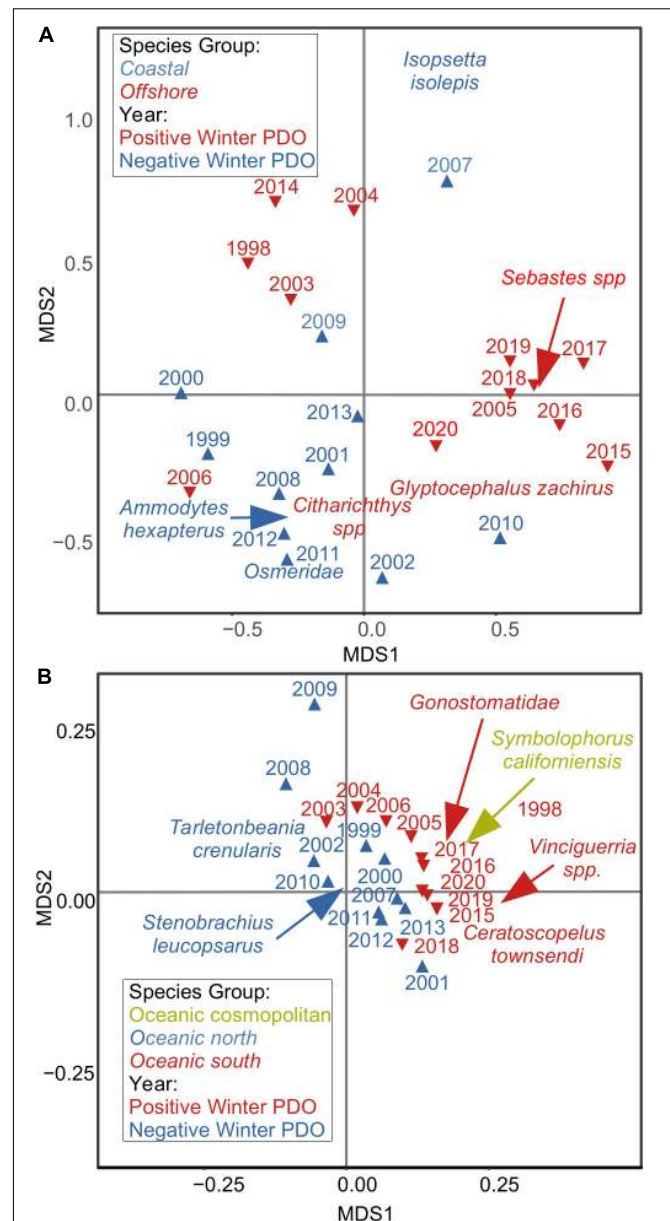 A
Species Group:
Coastal
Offshore
Year:
Positive Winter PDO
Negative Winter PDO
Isopsetta
isolepis
1.0
2007
2014
2004
1998
0.5
Sebastes spp
2003
MDS2
2009
2019
2017
2000
2018
0.0
2013
2005
2016
1999
2001
2020
2015
2006
2008
Glyptocephalus zachirus
Ammodytes
hexapterus
Citharichthys
spp
2010
2012
−0.5
2011
Osmeridae
2002
−0.5
0.0
0.5
MDS1
B
2009
Gonostomatidae
0.25
Symbolophorus
californiensis
2008
2004
2003
2006
1998
Tarletonbeania
crenularis
1999
2005
2002
2017
Vinciguerria
spp.
2016
MDS2
2010
2000
2020
0.00
2007
2019
Stenobrachius
leucopsarus
2011
2015
2013
Ceratoscopelus
townsendi
2012
2018
2001
Species Group:
Oceanic cosmopolitan
Oceanic north
Oceanic south
Year:
Positive Winter PDO
Negative Winter PDO
−0.25
−0.25
0.00
0.25
MDS1